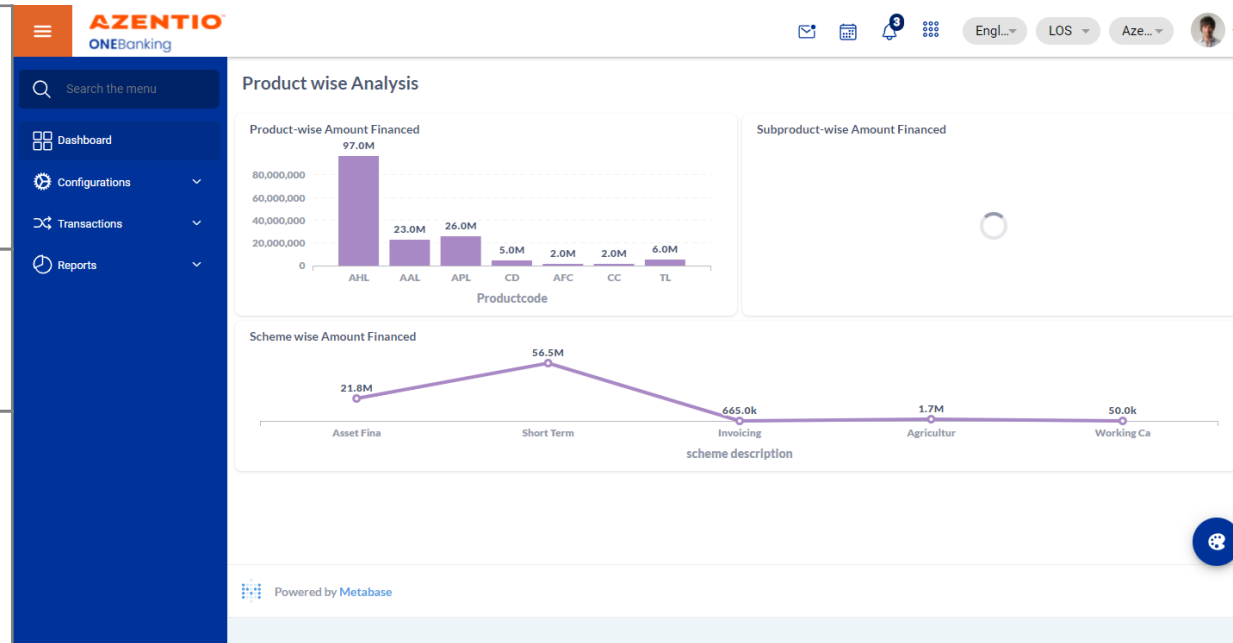 AZENTIO
ONEBanking
3
Engl...
LOS
Aze...
Search the menu
Dashboard
Configurations
Transactions
Reports
Product wise Analysis
Product-wise Amount Financed
97.0M
80,000,000
60,000,000
40,000,000
20,000,000
0
23.0M
26.0M
5.0M
2.0M
2.0M
6.0M
AHL AAL APL CD AFC CC TL
Productcode
Subproduct-wise Amount Financed
Scheme wise Amount Financed
21.8M
56.5M
665.0k
1.7M
50.0k
Asset Fina Short Term Invoicing Agricultur Working Ca
scheme description
Powered by Metabase